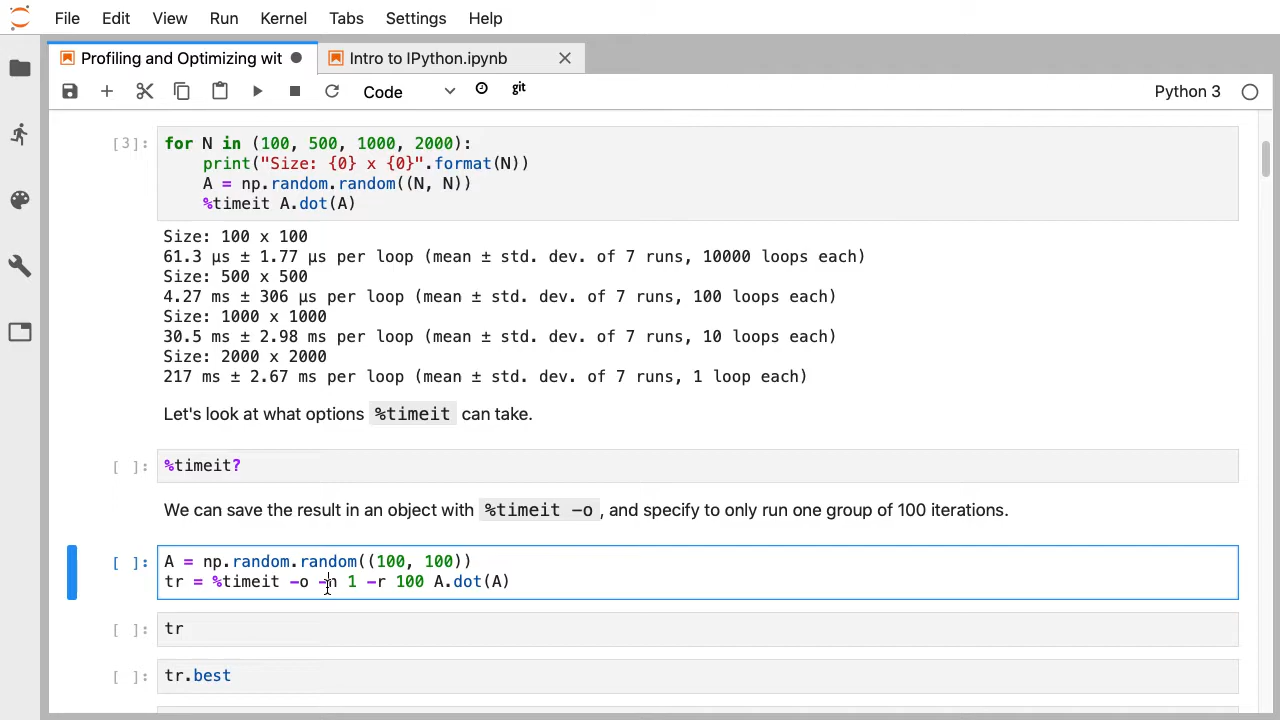 File Edit View Run Kernel Tabs Settings Help
Profiling and Optimizing wit Intro to IPython.ipynb
Code git Python 3
[3]: for N in (100, 500, 1000, 2000):
print("Size: {0} x {0}".format(N))
A = np.random.random((N, N))
%timeit A.dot(A)
Size: 100 x 100
61.3 µs ± 1.77 µs per loop (mean ± std. dev. of 7 runs, 10000 loops each)
Size: 500 x 500
4.27 ms ± 306 µs per loop (mean ± std. dev. of 7 runs, 100 loops each)
Size: 1000 x 1000
30.5 ms ± 2.98 ms per loop (mean ± std. dev. of 7 runs, 10 loops each)
Size: 2000 x 2000
217 ms ± 2.67 ms per loop (mean ± std. dev. of 7 runs, 1 loop each)
Let's look at what options %timeit can take.
[ ]: %timeit?
We can save the result in an object with %timeit -o, and specify to only run one group of 100 iterations.
[ ]: A = np.random.random((100, 100))
tr = %timeit -o -n 1 -r 100 A.dot(A)
[ ]: tr
[ ]: tr.best